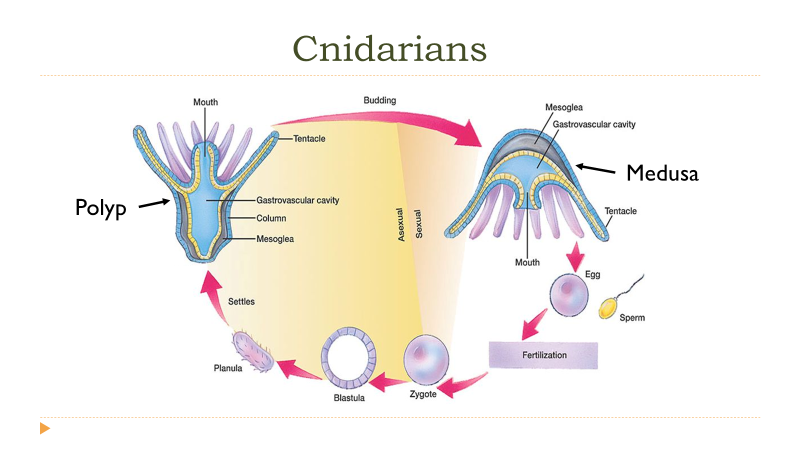 Cnidarians
Mouth
Budding
Mesoglea
Gastrovascular cavity
Tentacle
Medusa
Polyp
Gastrovascular cavity
Column
Mesoglea
Asexual
Sexual
Tentacle
Mouth
Egg
Sperm
Settles
Fertilization
Planula
Blastula
Zygote